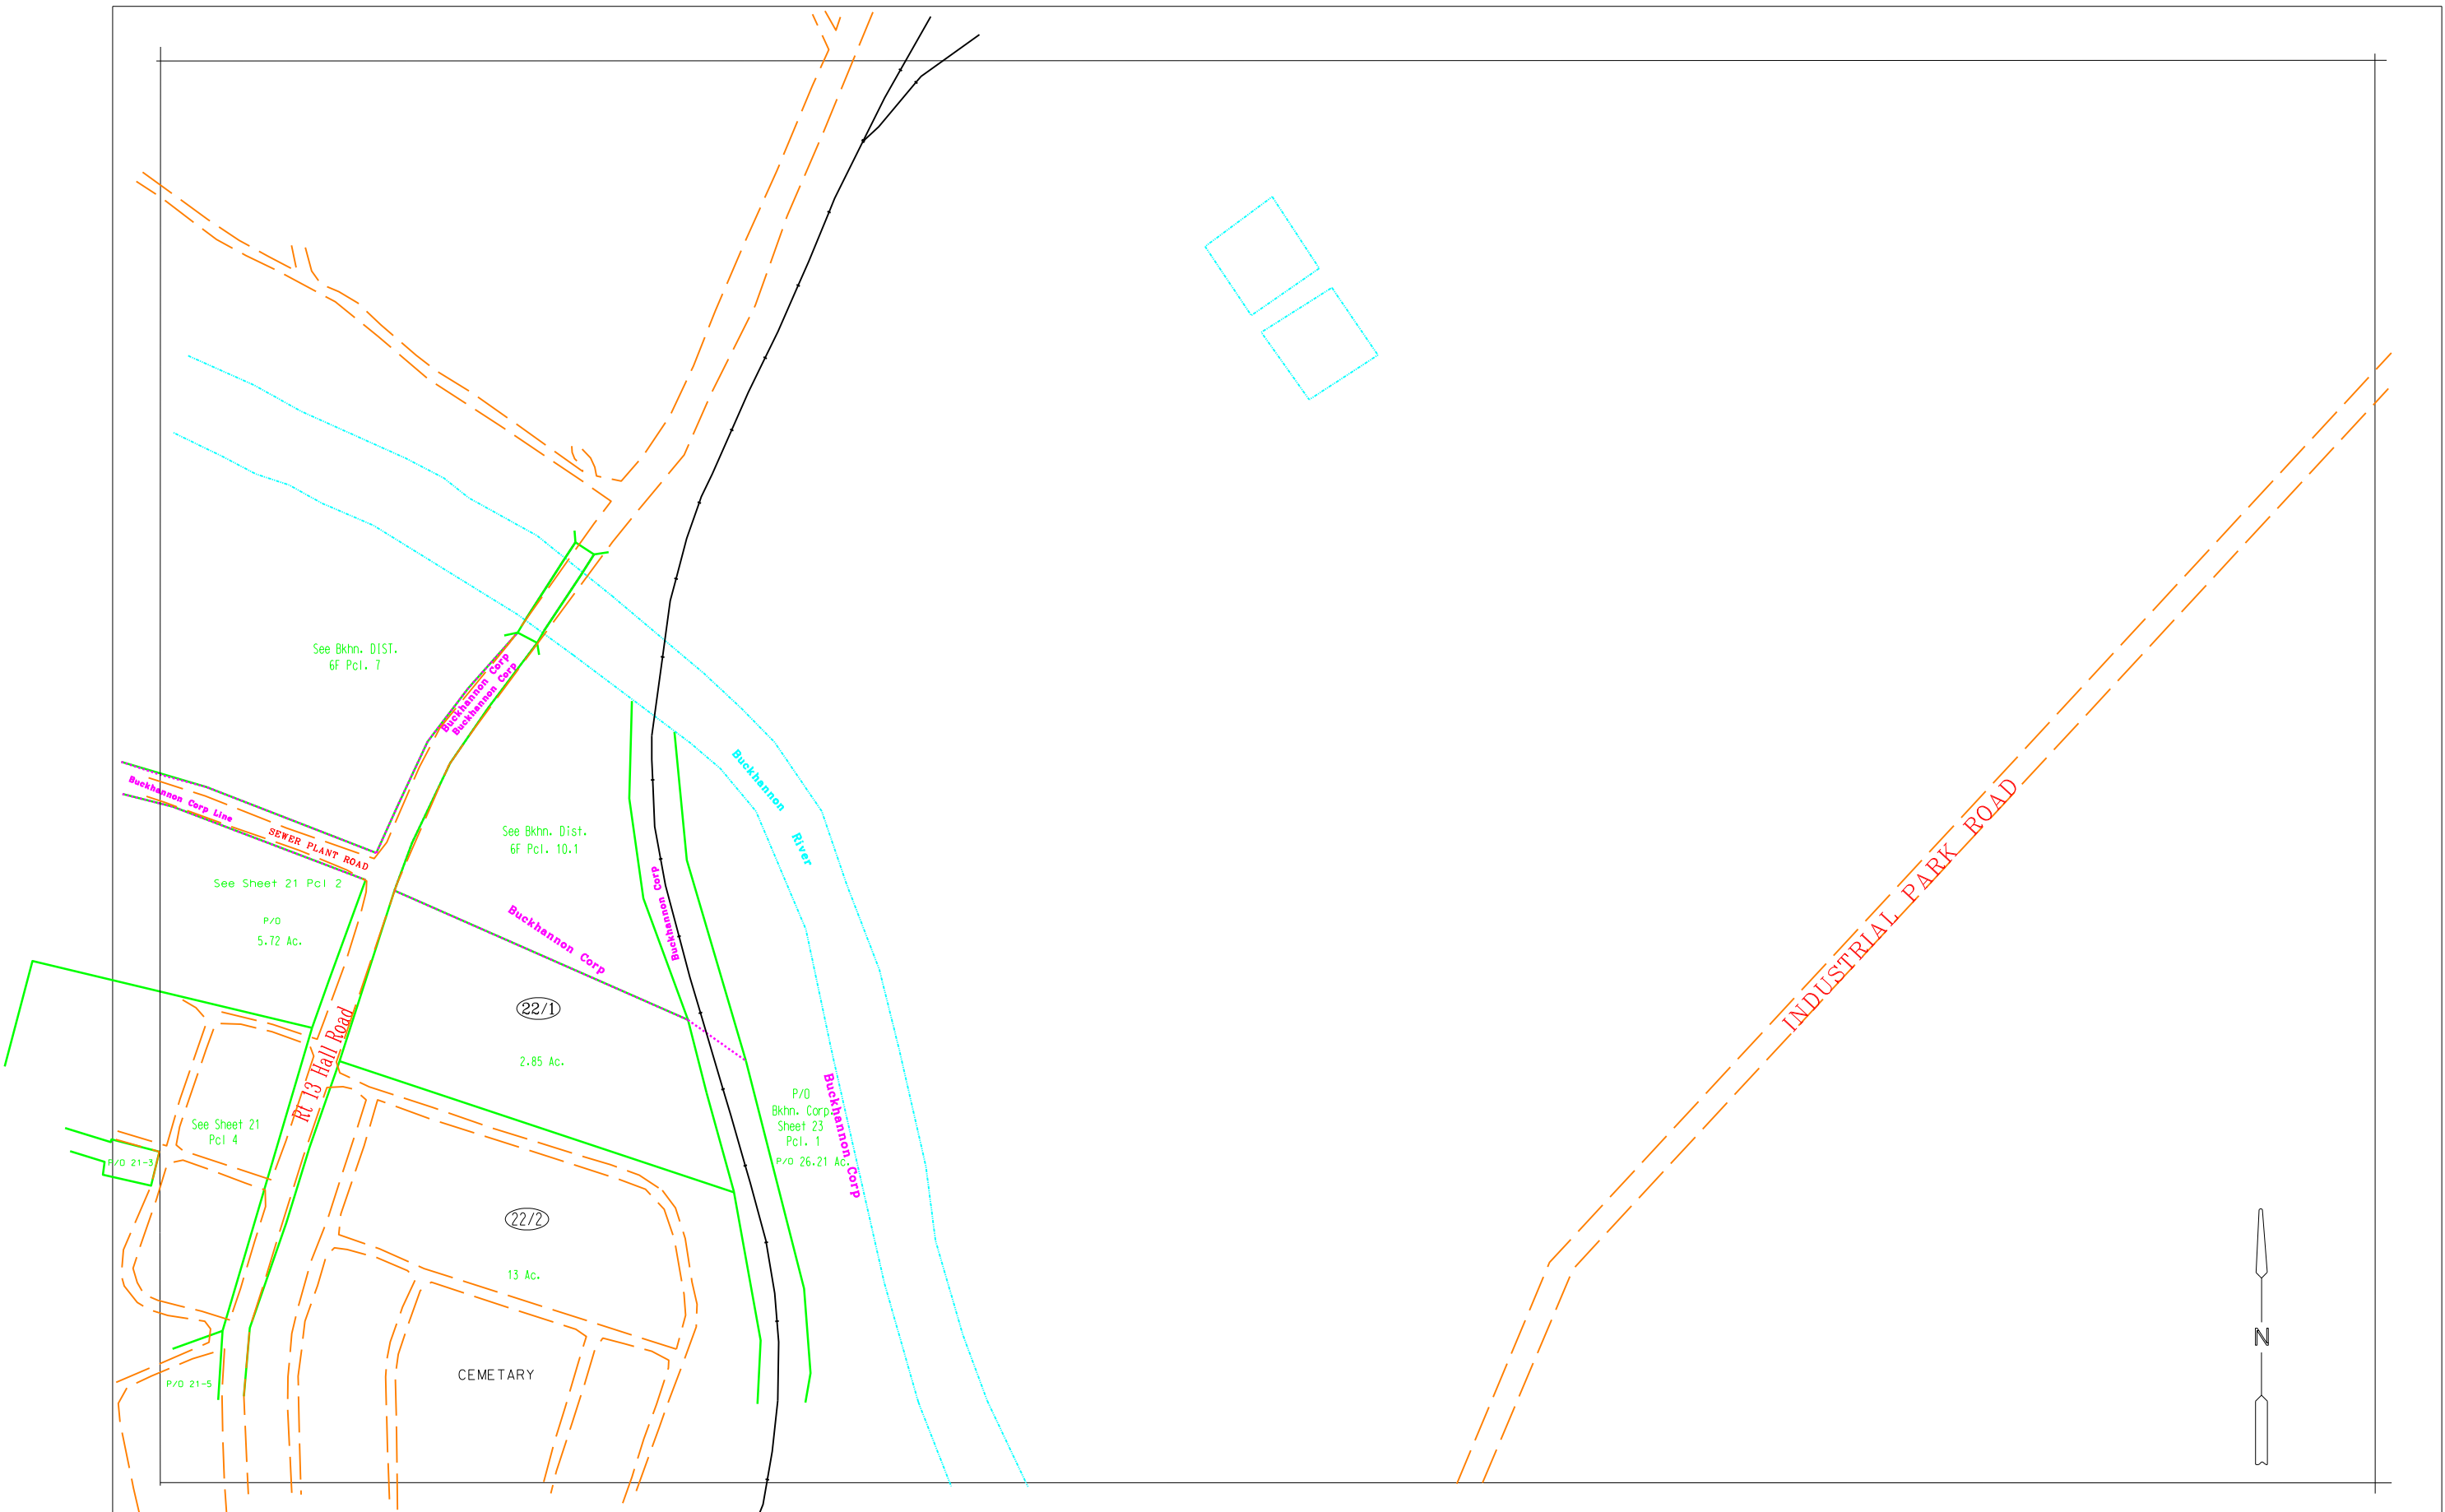 See Bkhn. DIST.
6F Pcl. 7
Buckhannon Corp
Buckhannon Corp
Buckhannon Corp Line
SEWER PLANT ROAD
Buckhannon River
See Bkhn. Dist.
6F Pcl. 10.1
INDUSTRIAL PARK ROAD
See Sheet 21 Pcl 2
P/O
5.72 Ac.
Buckhannon Corp
Buckhannon Corp
22/1
2.85 Ac.
Rt 13 Hall Road
P/O
Bkhn. Corp.
Sheet 23
Pcl. 1
P/O 26.21 Ac.
Buckhannon Corp
See Sheet 21
Pcl 4
P/O 21-3
22/2
13 Ac.
CEMETARY
P/O 21-5
N